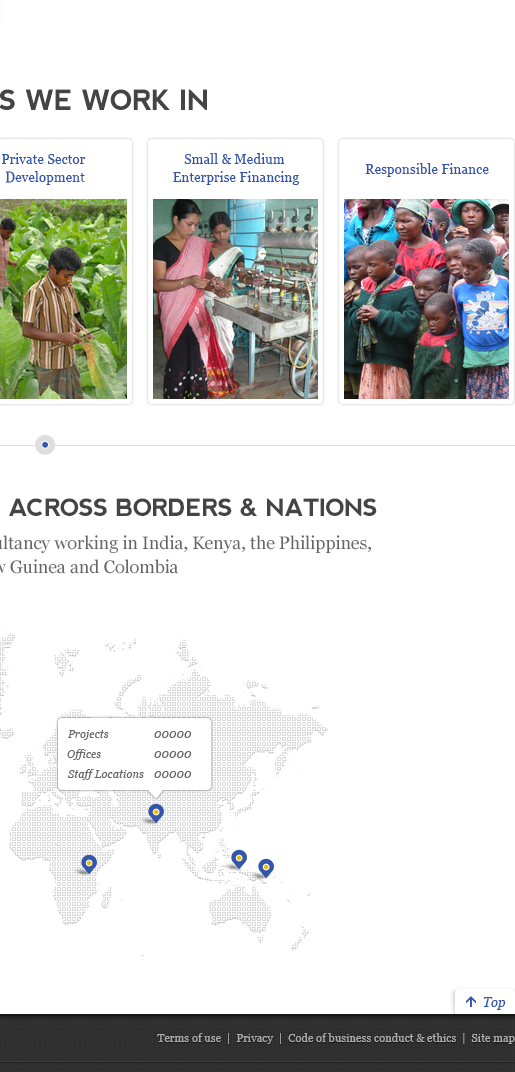 S WE WORK IN
Private Sector
Development
Small & Medium
Enterprise Financing
Responsible Finance
ACROSS BORDERS & NATIONS
ultancy working in India, Kenya, the Philippines,
w Guinea and Colombia
Projects 00000
Offices 00000
Staff Locations 00000
Top
Terms of use | Privacy | Code of business conduct & ethics | Site map